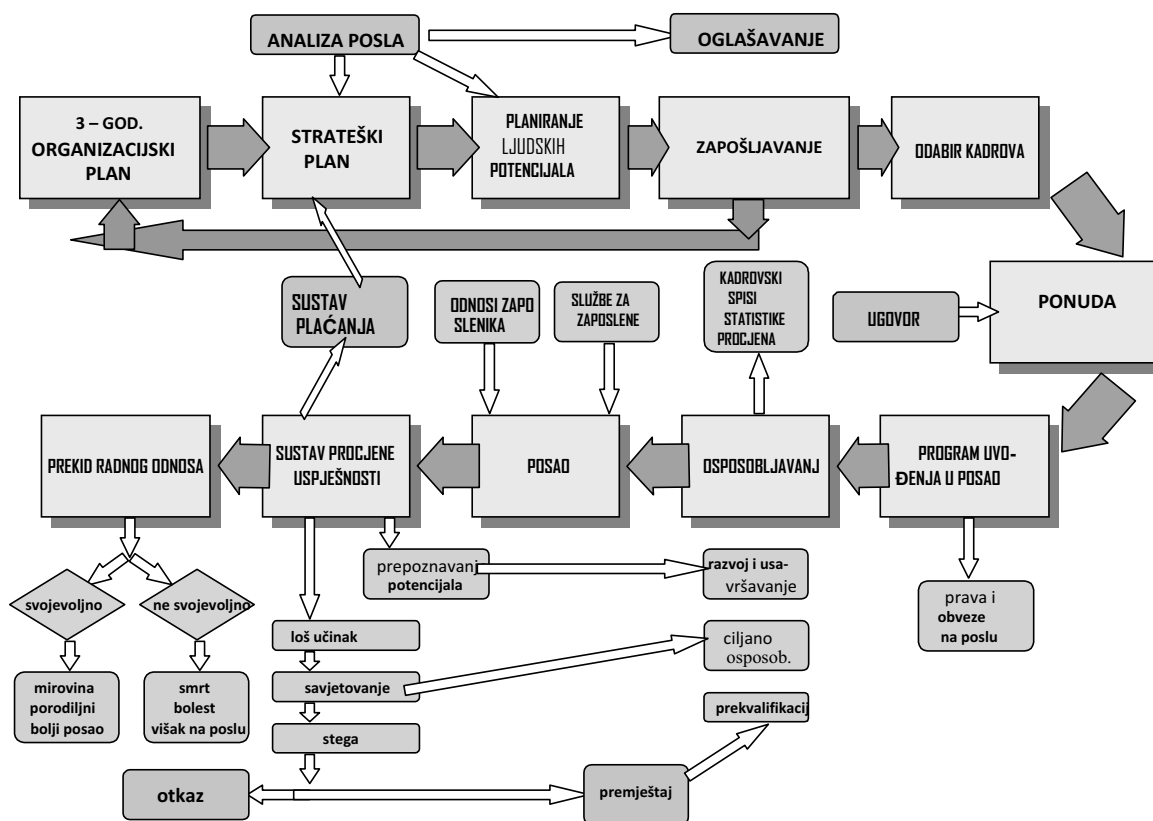 ANALIZA POSLA
OGLAŠAVANJE
3 – GOD.
ORGANIZACIJSKI
PLAN
STRATEŠKI
PLAN
PLANIRANJE
LJUDSKIH
POTENCIJALA
ZAPOŠLJAVANJE
ODABIR KADROVA
SUSTAV
PLAĆANJA
ODNOSI ZAPO
SLENIKA
SLUŽBE ZA
ZAPOSLENE
KADROVSKI
SPISI
STATISTIKE
PROCJENA
UGOVOR
PONUDA
PREKID RADNOG ODNOSA
SUSTAV PROCJENE
USPJEŠNOSTI
POSAO
OSPOSOBLJAVANJ
PROGRAM UVO-
ĐENJA U POSAO
prepoznavanj
potencijala
razvoj i usa-
vršavanje
prava i
obveze
na poslu
svojevoljno
ne svojevoljno
loš učinak
ciljano
osposob.
mirovina
porodiljni
bolji posao
smrt
bolest
višak na poslu
savjetovanje
prekvalifikacij
stega
otkaz
premještaj